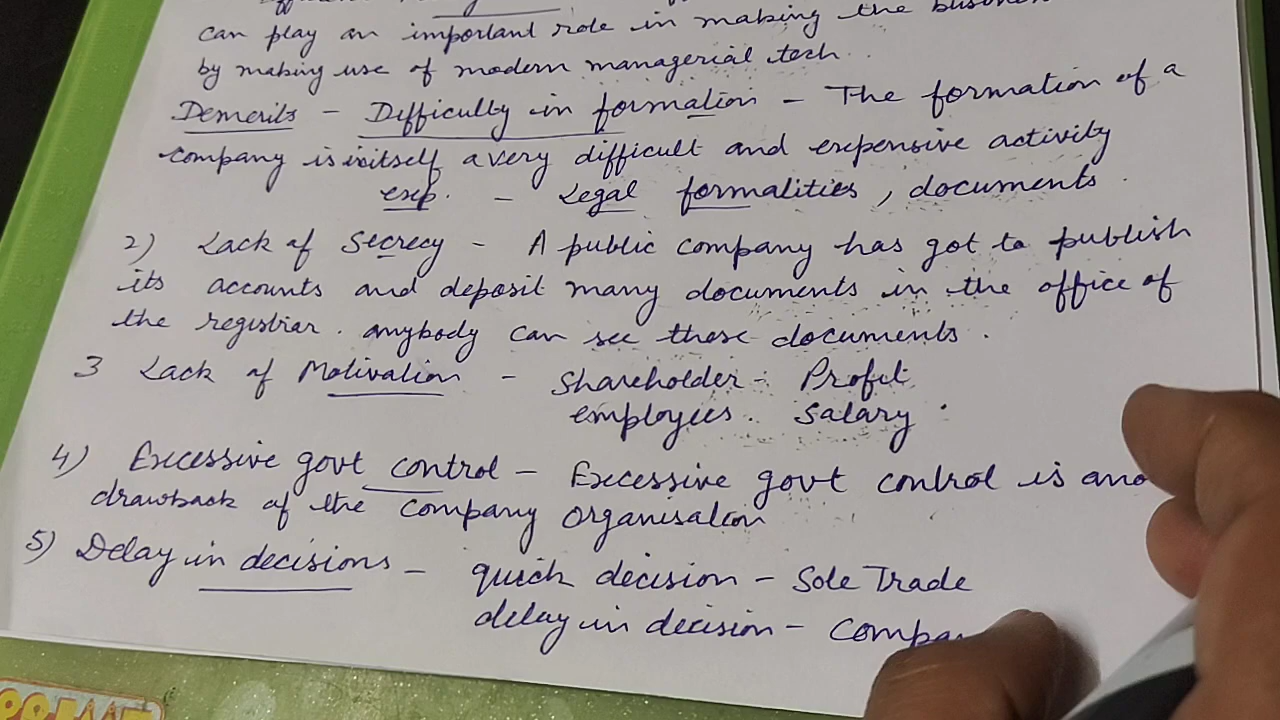 can play an important role in making the business
by making use of modern managerial tech.
Demerits - Difficulty in formation - The formation of a
company is in itself a very difficult and expensive activity
exp. - Legal formalities, documents.
2) Lack of Secrecy - A public company has got to publish
its accounts and deposit many documents in the office of
the registrar. anybody can see these documents.
3 Lack of Motivation - Shareholder - Profit
employees. Salary.
4) Excessive govt control - Excessive govt control is
drawback of the company organisation
5) Delay in decisions - quick decision - Sole Trade
delay in decision - Compa